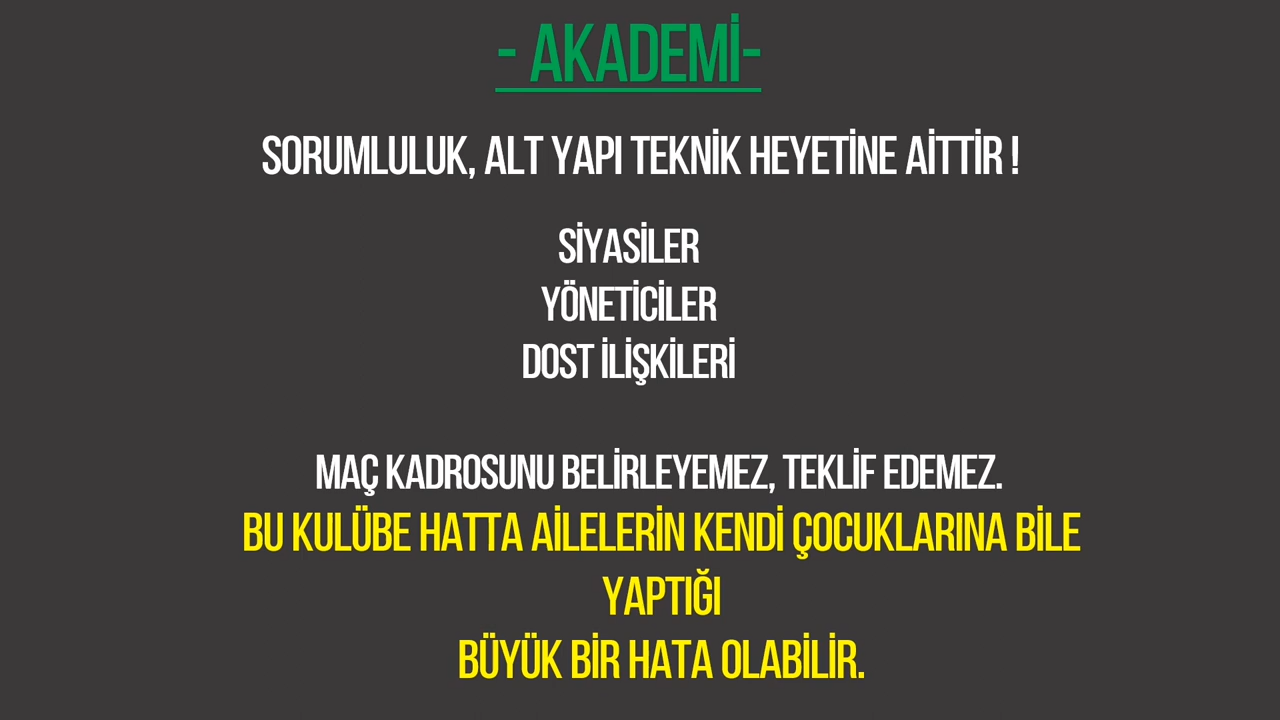 - AKADEMİ-
SORUMLULUK, ALT YAPI TEKNİK HEYETİNE AİTTİR !
SİYASİLER
YÖNETİCİLER
DOST İLİŞKİLERİ
MAÇ KADROSUNU BELİRLEYEMEZ, TEKLİF EDEMEZ.
BU KULÜBE HATTA AİLELERİN KENDİ ÇOCUKLARINA BİLE
YAPTIĞI
BÜYÜK BİR HATA OLABİLİR.